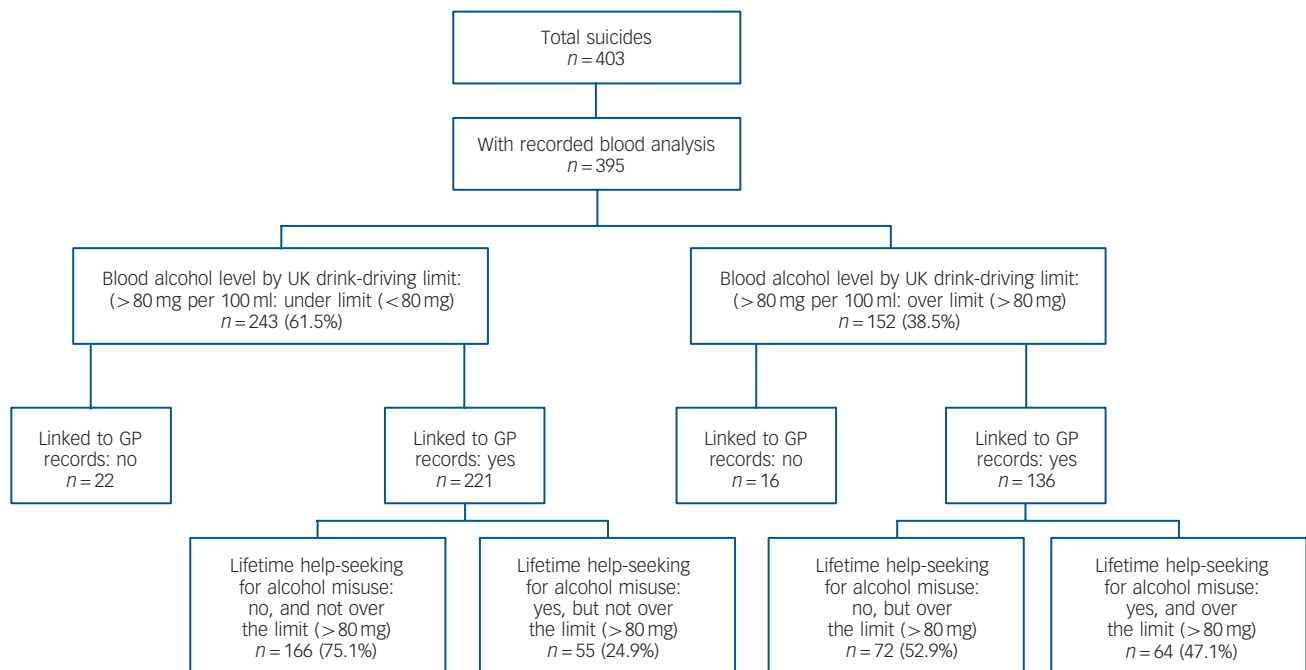 Total suicides
n = 403
With recorded blood analysis
n = 395
Blood alcohol level by UK drink-driving limit:
(>80 mg per 100 ml: under limit (<80 mg)
n = 243 (61.5%)
Blood alcohol level by UK drink-driving limit:
(>80 mg per 100 ml: over limit (>80 mg)
n = 152 (38.5%)
Linked to GP
records: no
n = 22
Linked to GP
records: yes
n = 221
Linked to GP
records: no
n = 16
Linked to GP
records: yes
n = 136
Lifetime help-seeking
for alcohol misuse:
no, and not over
the limit (>80 mg)
n = 166 (75.1%)
Lifetime help-seeking
for alcohol misuse:
yes, but not over
the limit (>80 mg)
n = 55 (24.9%)
Lifetime help-seeking
for alcohol misuse:
no, but over
the limit (>80 mg)
n = 72 (52.9%)
Lifetime help-seeking
for alcohol misuse:
yes, and over
the limit (>80 mg)
n = 64 (47.1%)